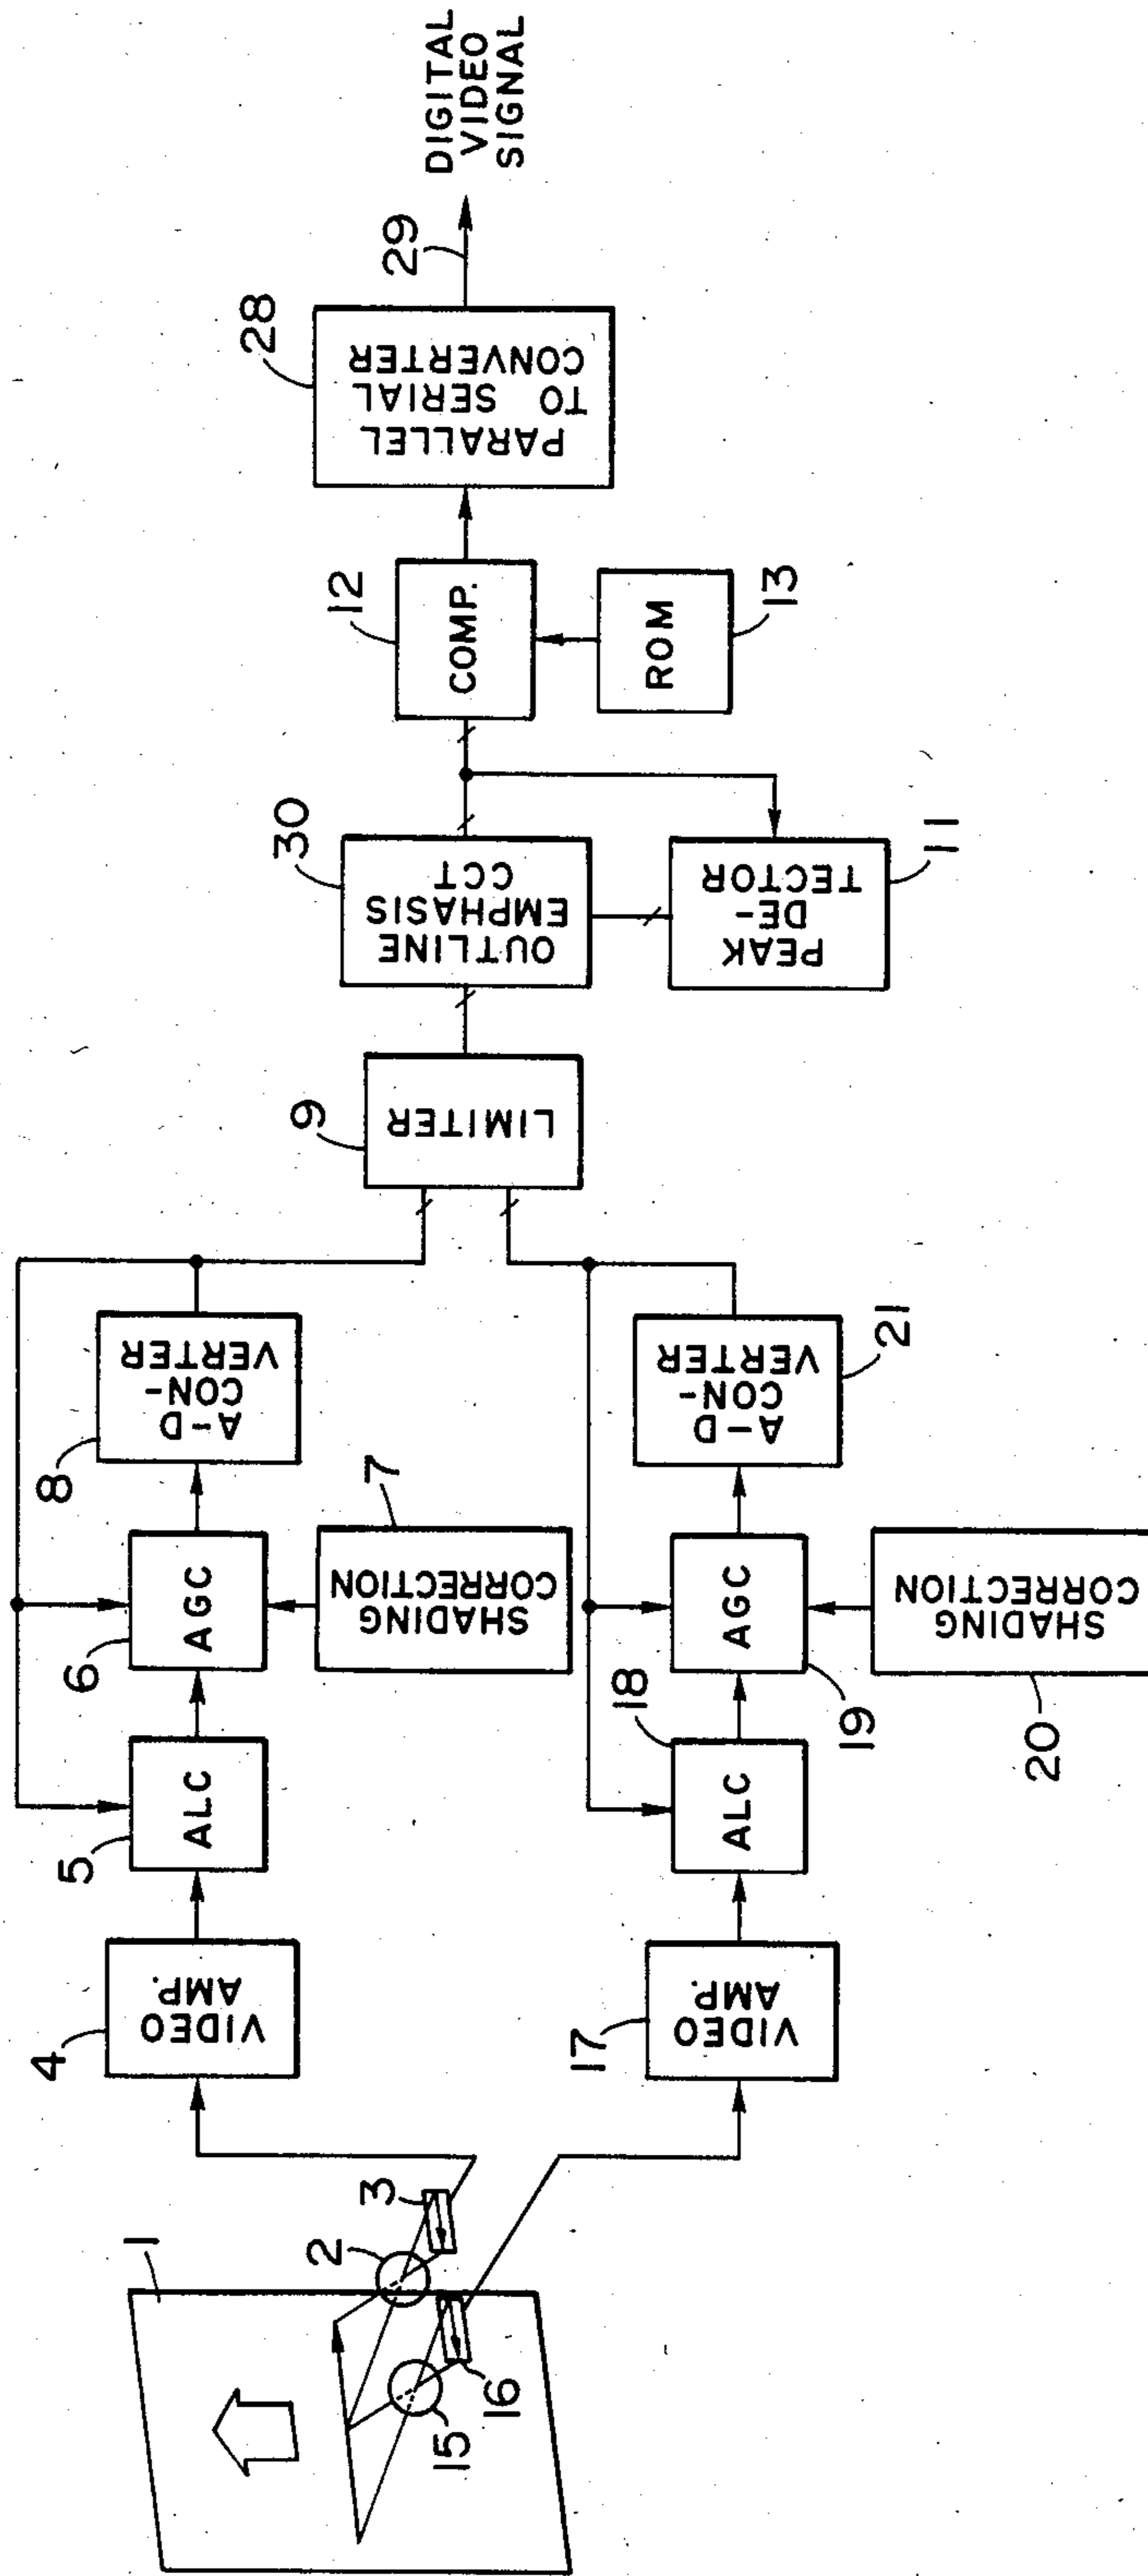 1
2
3
15
16
4
VIDEO
AMP.
5
ALC
6
AGC
7
SHADING
CORRECTION
8
A-D
CON-
VERTER
17
VIDEO
AMP.
18
ALC
19
AGC
20
SHADING
CORRECTION
21
A-D
CON-
VERTER
9
LIMITER
30
OUTLINE
EMPHASIS
CCT
11
PEAK
DE-
TECTOR
12
COMP.
13
ROM
28
PARALLEL
TO SERIAL
CONVERTER
29
DIGITAL
VIDEO
SIGNAL